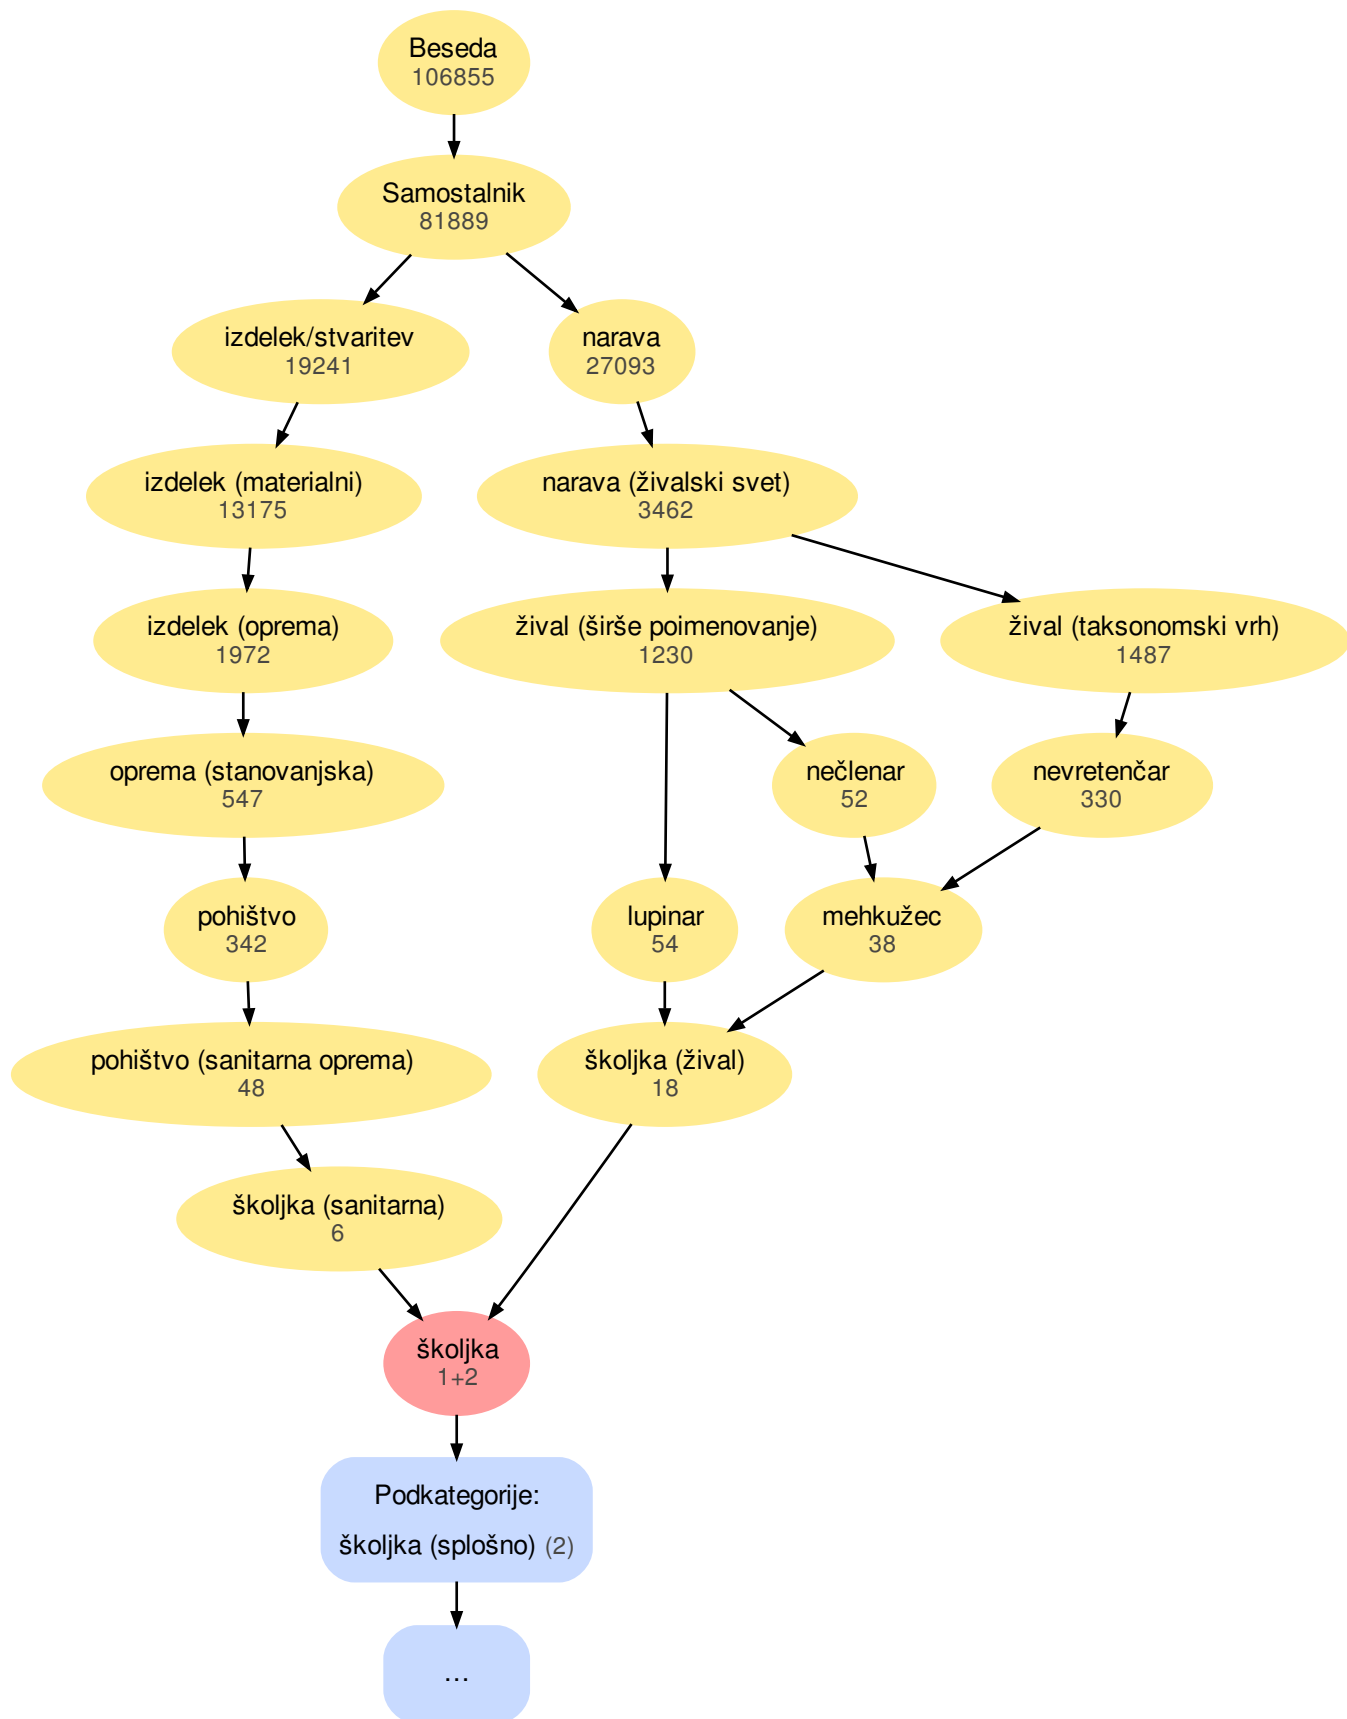 Beseda
106855
Samostalnik
81889
izdelek/stvaritev
19241
narava
27093
izdelek (materialni)
13175
narava (živalski svet)
3462
izdelek (oprema)
1972
žival (širše poimenovanje)
1230
žival (taksonomski vrh)
1487
oprema (stanovanjska)
547
nečlenar
52
nevretenčar
330
pohištvo
342
lupinar
54
mehkužec
38
pohištvo (sanitarna oprema)
48
školjka (žival)
18
školjka (sanitarna)
6
školjka
1+2
Podkategorije:
školjka (splošno) (2)
…